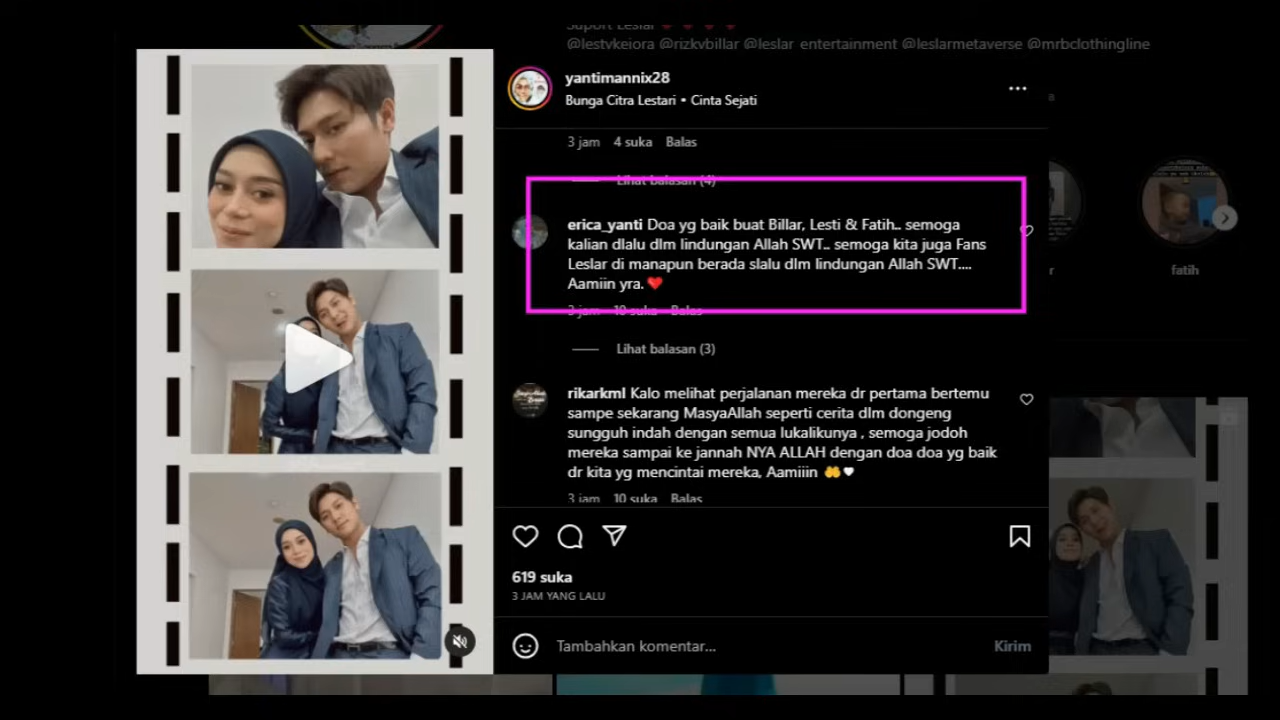 Suport Leslar
@lestykejora @rizkybillar @leslar entertainment @leslarmetaverse @mrbclothingline
yantimannix28
Bunga Citra Lestari • Cinta Sejati
3 jam 4 suka Balas
Lihat balasan (4)
erica_yanti Doa yg baik buat Billar, Lesti & Fatih.. semoga
kalian dlalu dlm lindungan Allah SWT.. semoga kita juga Fans
Leslar di manapun berada slalu dlm lindungan Allah SWT....
Aamiin yra. ❤️
3 jam 10 suka Balas
Lihat balasan (3)
rikarkml Kalo melihat perjalanan mereka dr pertama bertemu
sampe sekarang MasyaAllah seperti cerita dlm dongeng
sungguh indah dengan semua lukalikunya , semoga jodoh
mereka sampai ke jannah NYA ALLAH dengan doa doa yg baik
dr kita yg mencintai mereka, Aamiiin 🤲🤍
3 jam 10 suka Balas
619 suka
3 JAM YANG LALU
Tambahkan komentar...
Kirim
fatih